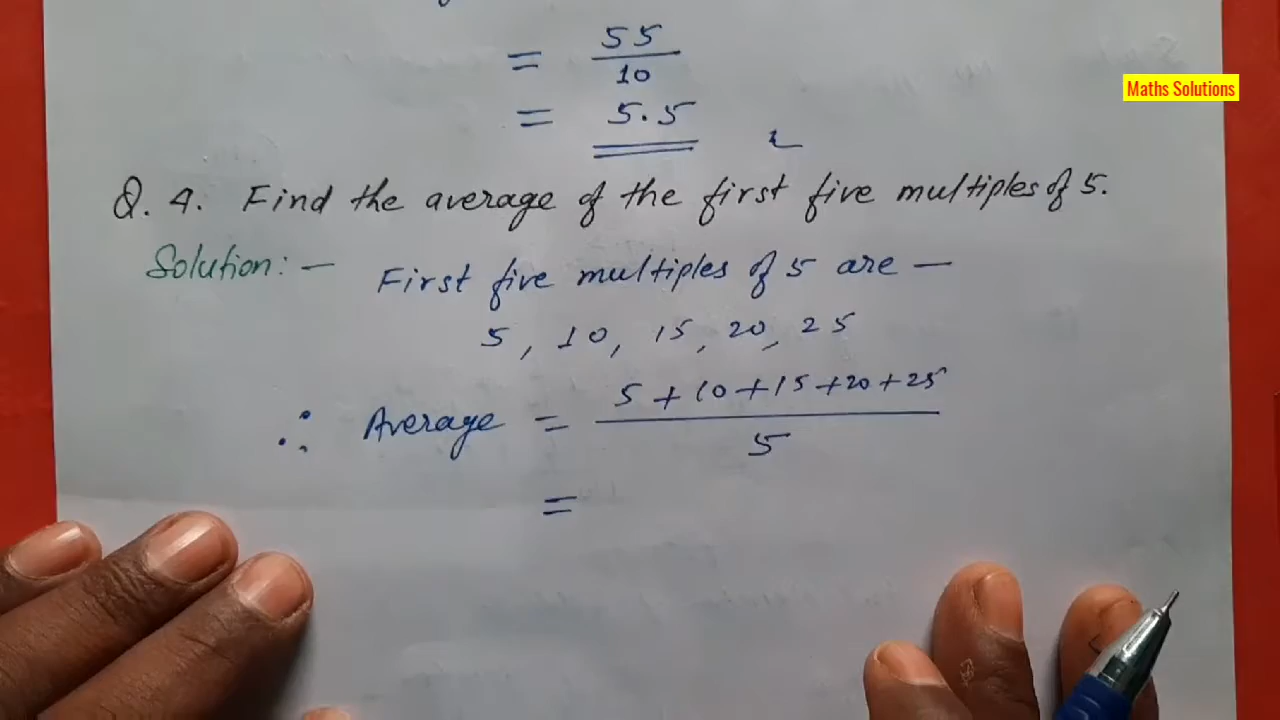 = 55/10
= 5.5
Maths Solutions
Q. 4. Find the average of the first five multiples of 5.
Solution: — First five multiples of 5 are —
5, 10, 15, 20, 25
∴ Average = 5+10+15+20+25
5
=